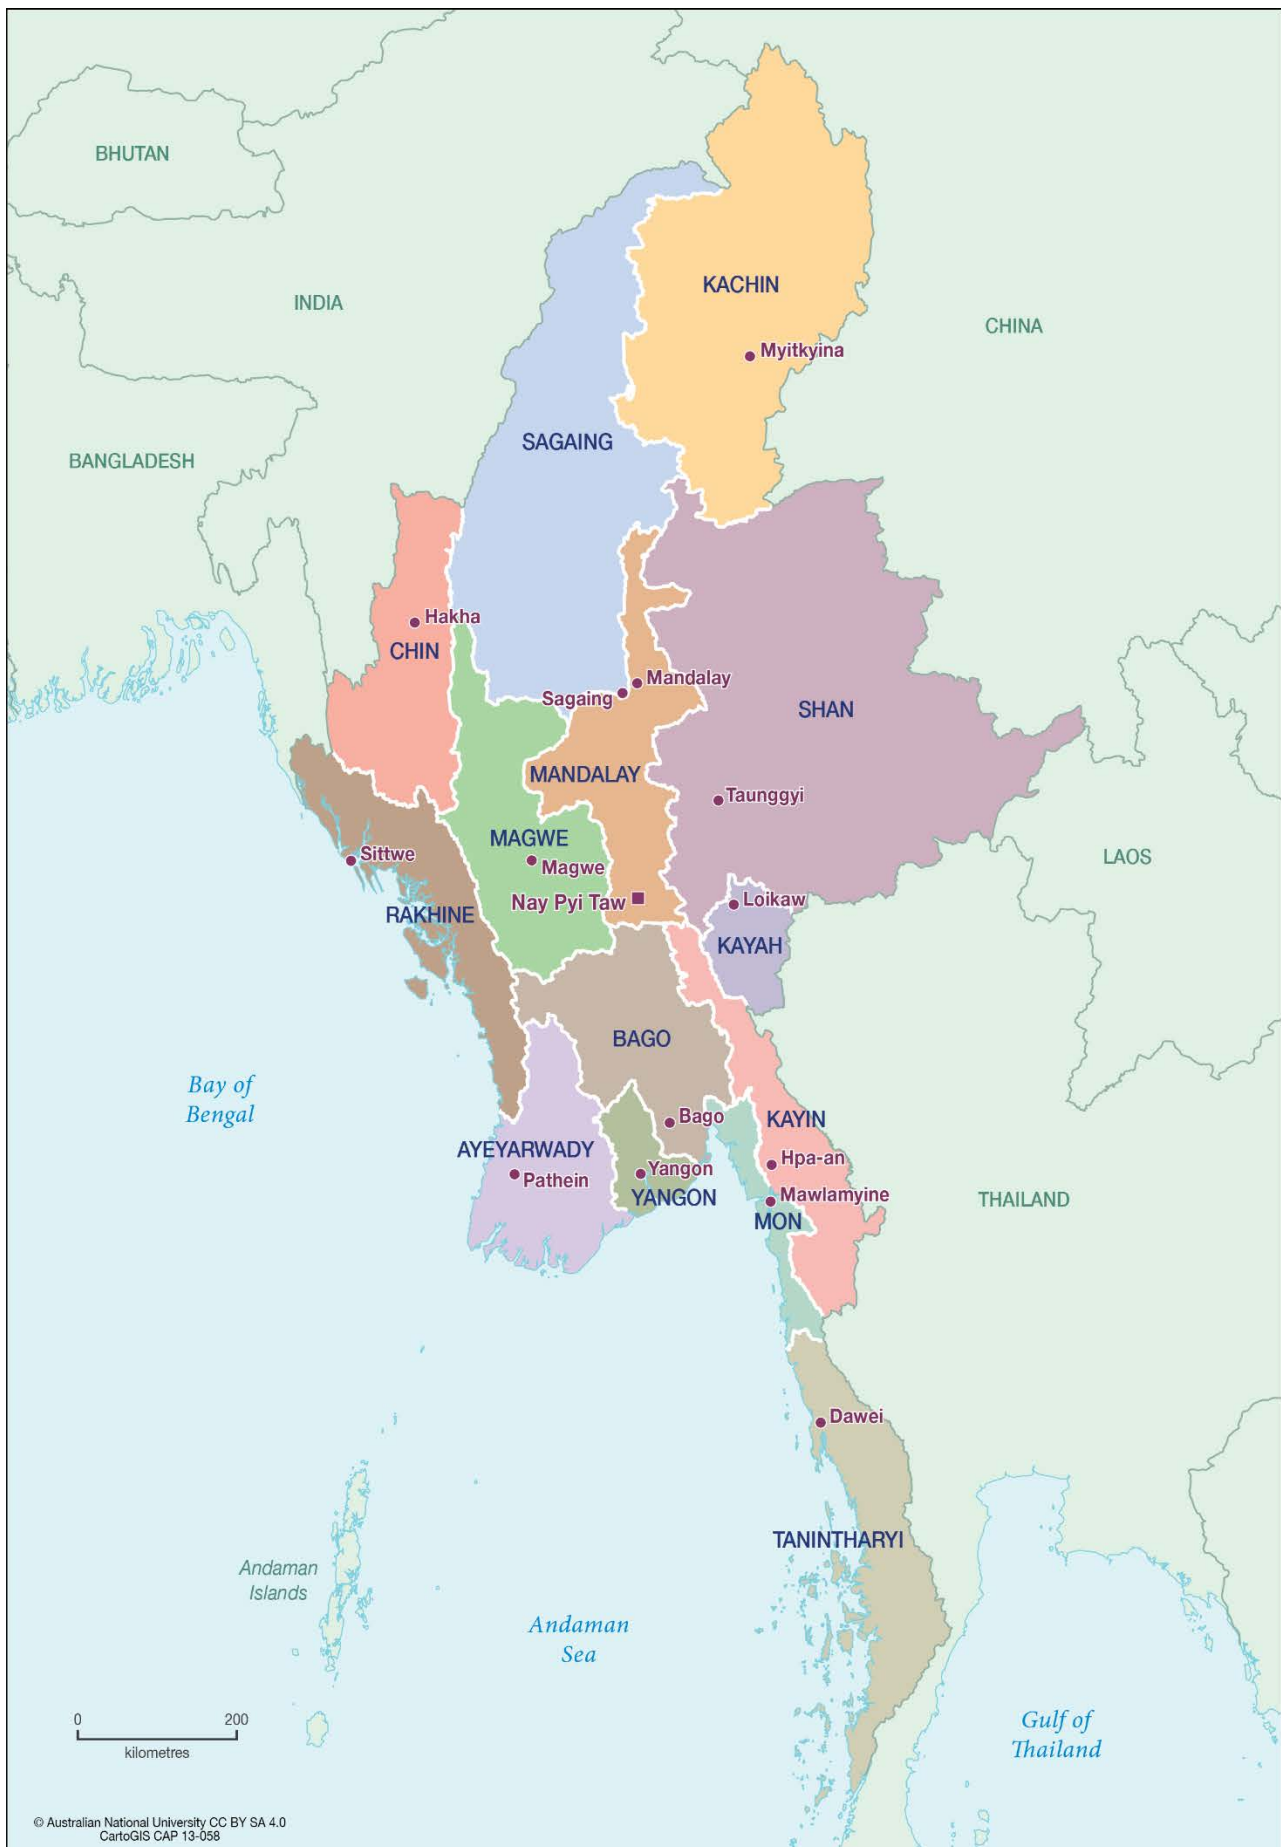 BHUTAN
KACHIN
INDIA
CHINA
Myitkyina
SAGAING
BANGLADESH
Hakha
CHIN
Mandalay
Sagaing
SHAN
MANDALAY
Taunggyi
MAGWE
Sittwe
Magwe
LAOS
Nay Pyi Taw
Loikaw
RAKHINE
KAYAH
BAGO
Bay of
Bengal
Bago
KAYIN
AYEYARWADY
Hpa-an
Yangon
Pathein
YANGON
Mawlamyine
THAILAND
MON
Dawei
TANINTHARYI
Andaman
Islands
Andaman
Sea
0 200
kilometres
Gulf of
Thailand
© Australian National University CC BY SA 4.0
CartoGIS CAP 13-058